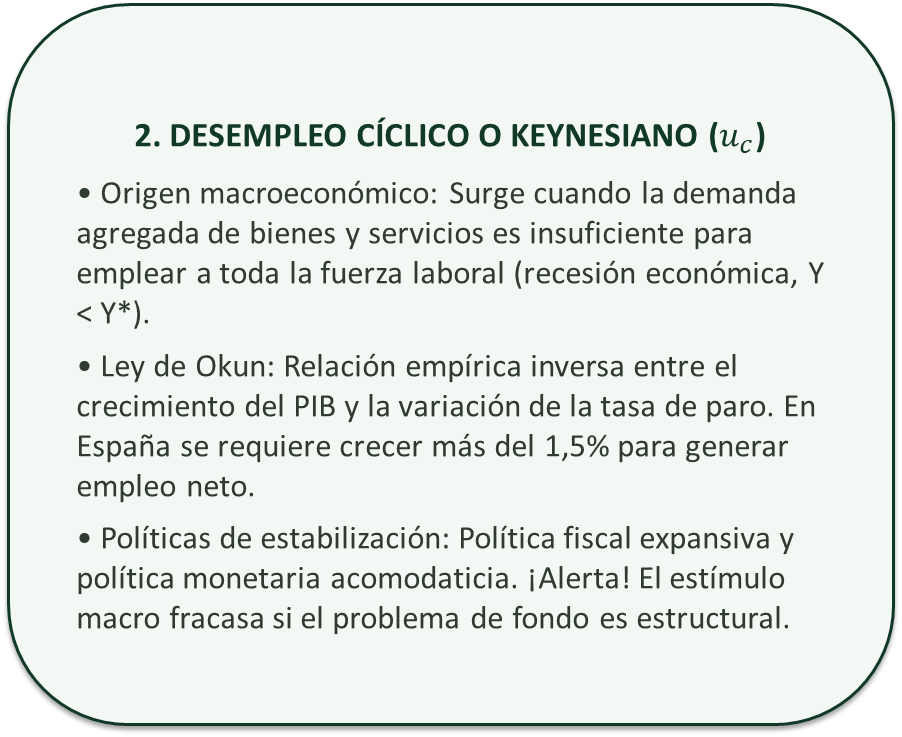 2. DESEMPLEO CÍCLICO O KEYNESIANO (𝑢𝑐)
• Origen macroeconómico: Surge cuando la demanda
agregada de bienes y servicios es insuficiente para
emplear a toda la fuerza laboral (recesión económica, Y
< Y*).
• Ley de Okun: Relación empírica inversa entre el
crecimiento del PIB y la variación de la tasa de paro. En
España se requiere crecer más del 1,5% para generar
empleo neto.
• Políticas de estabilización: Política fiscal expansiva y
política monetaria acomodaticia. ¡Alerta! El estímulo
macro fracasa si el problema de fondo es estructural.